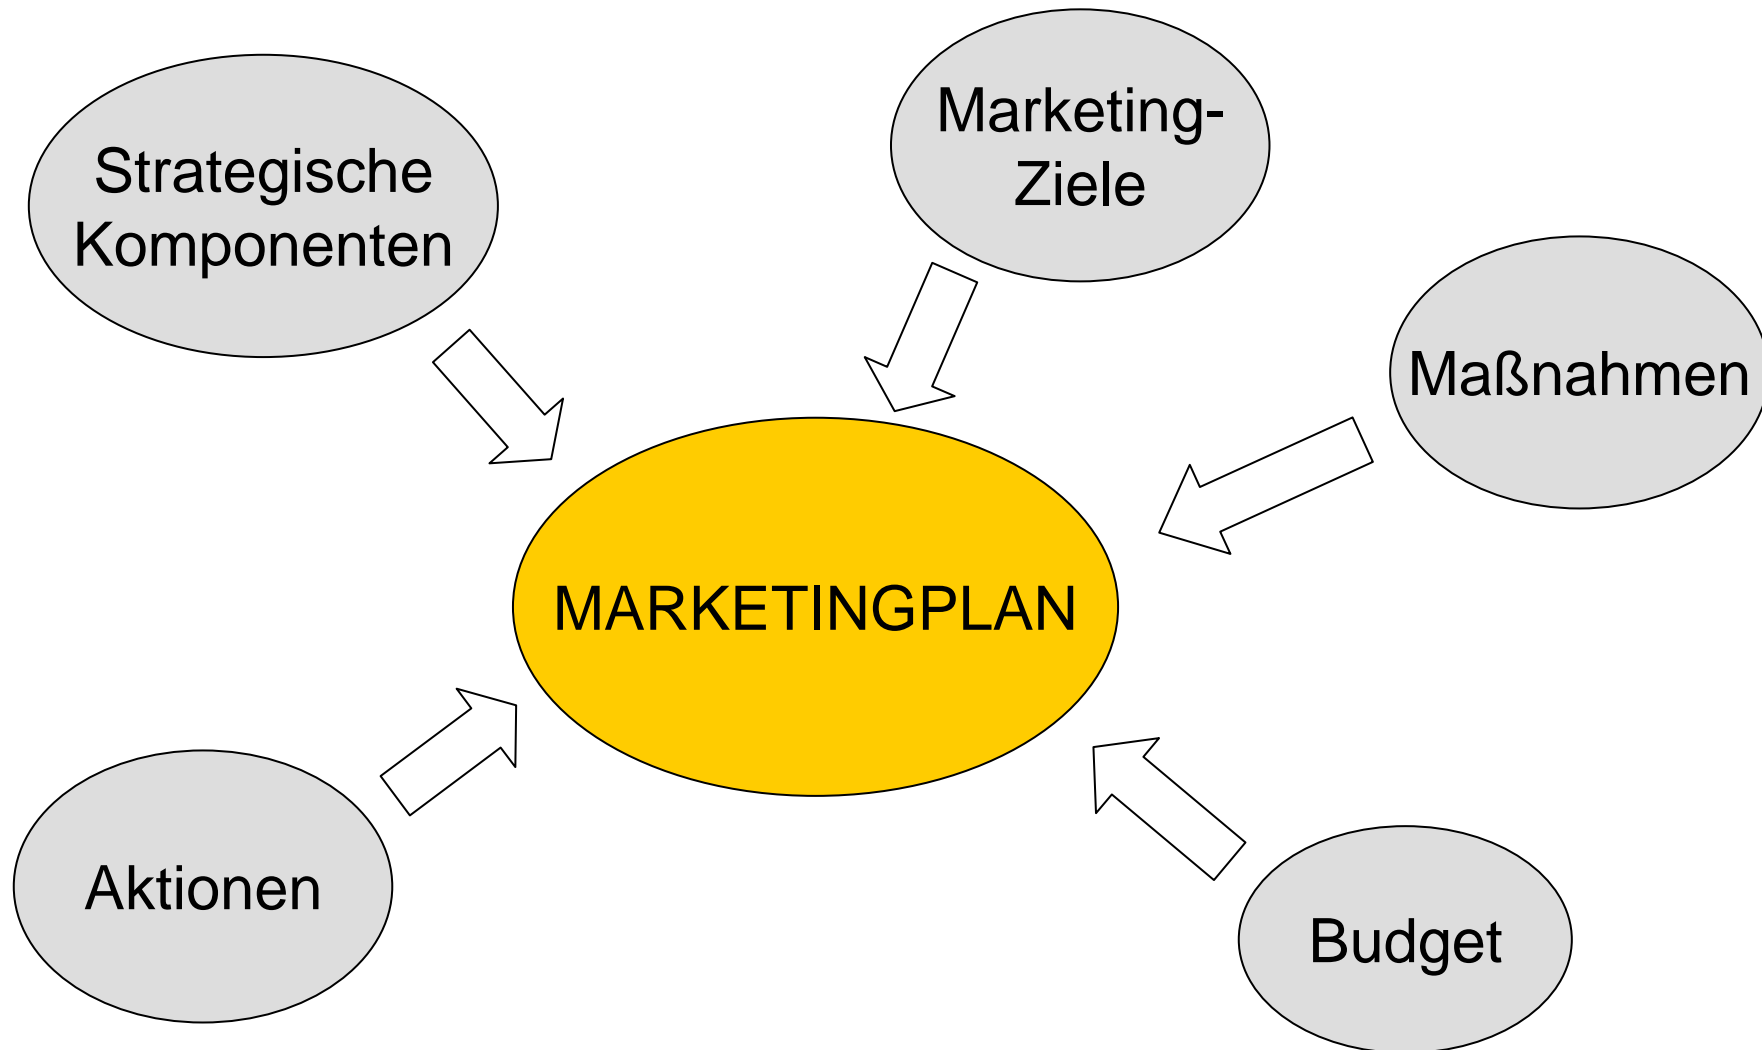 Marketing-
Ziele
Strategische
Komponenten
Maßnahmen
MARKETINGPLAN
Aktionen
Budget